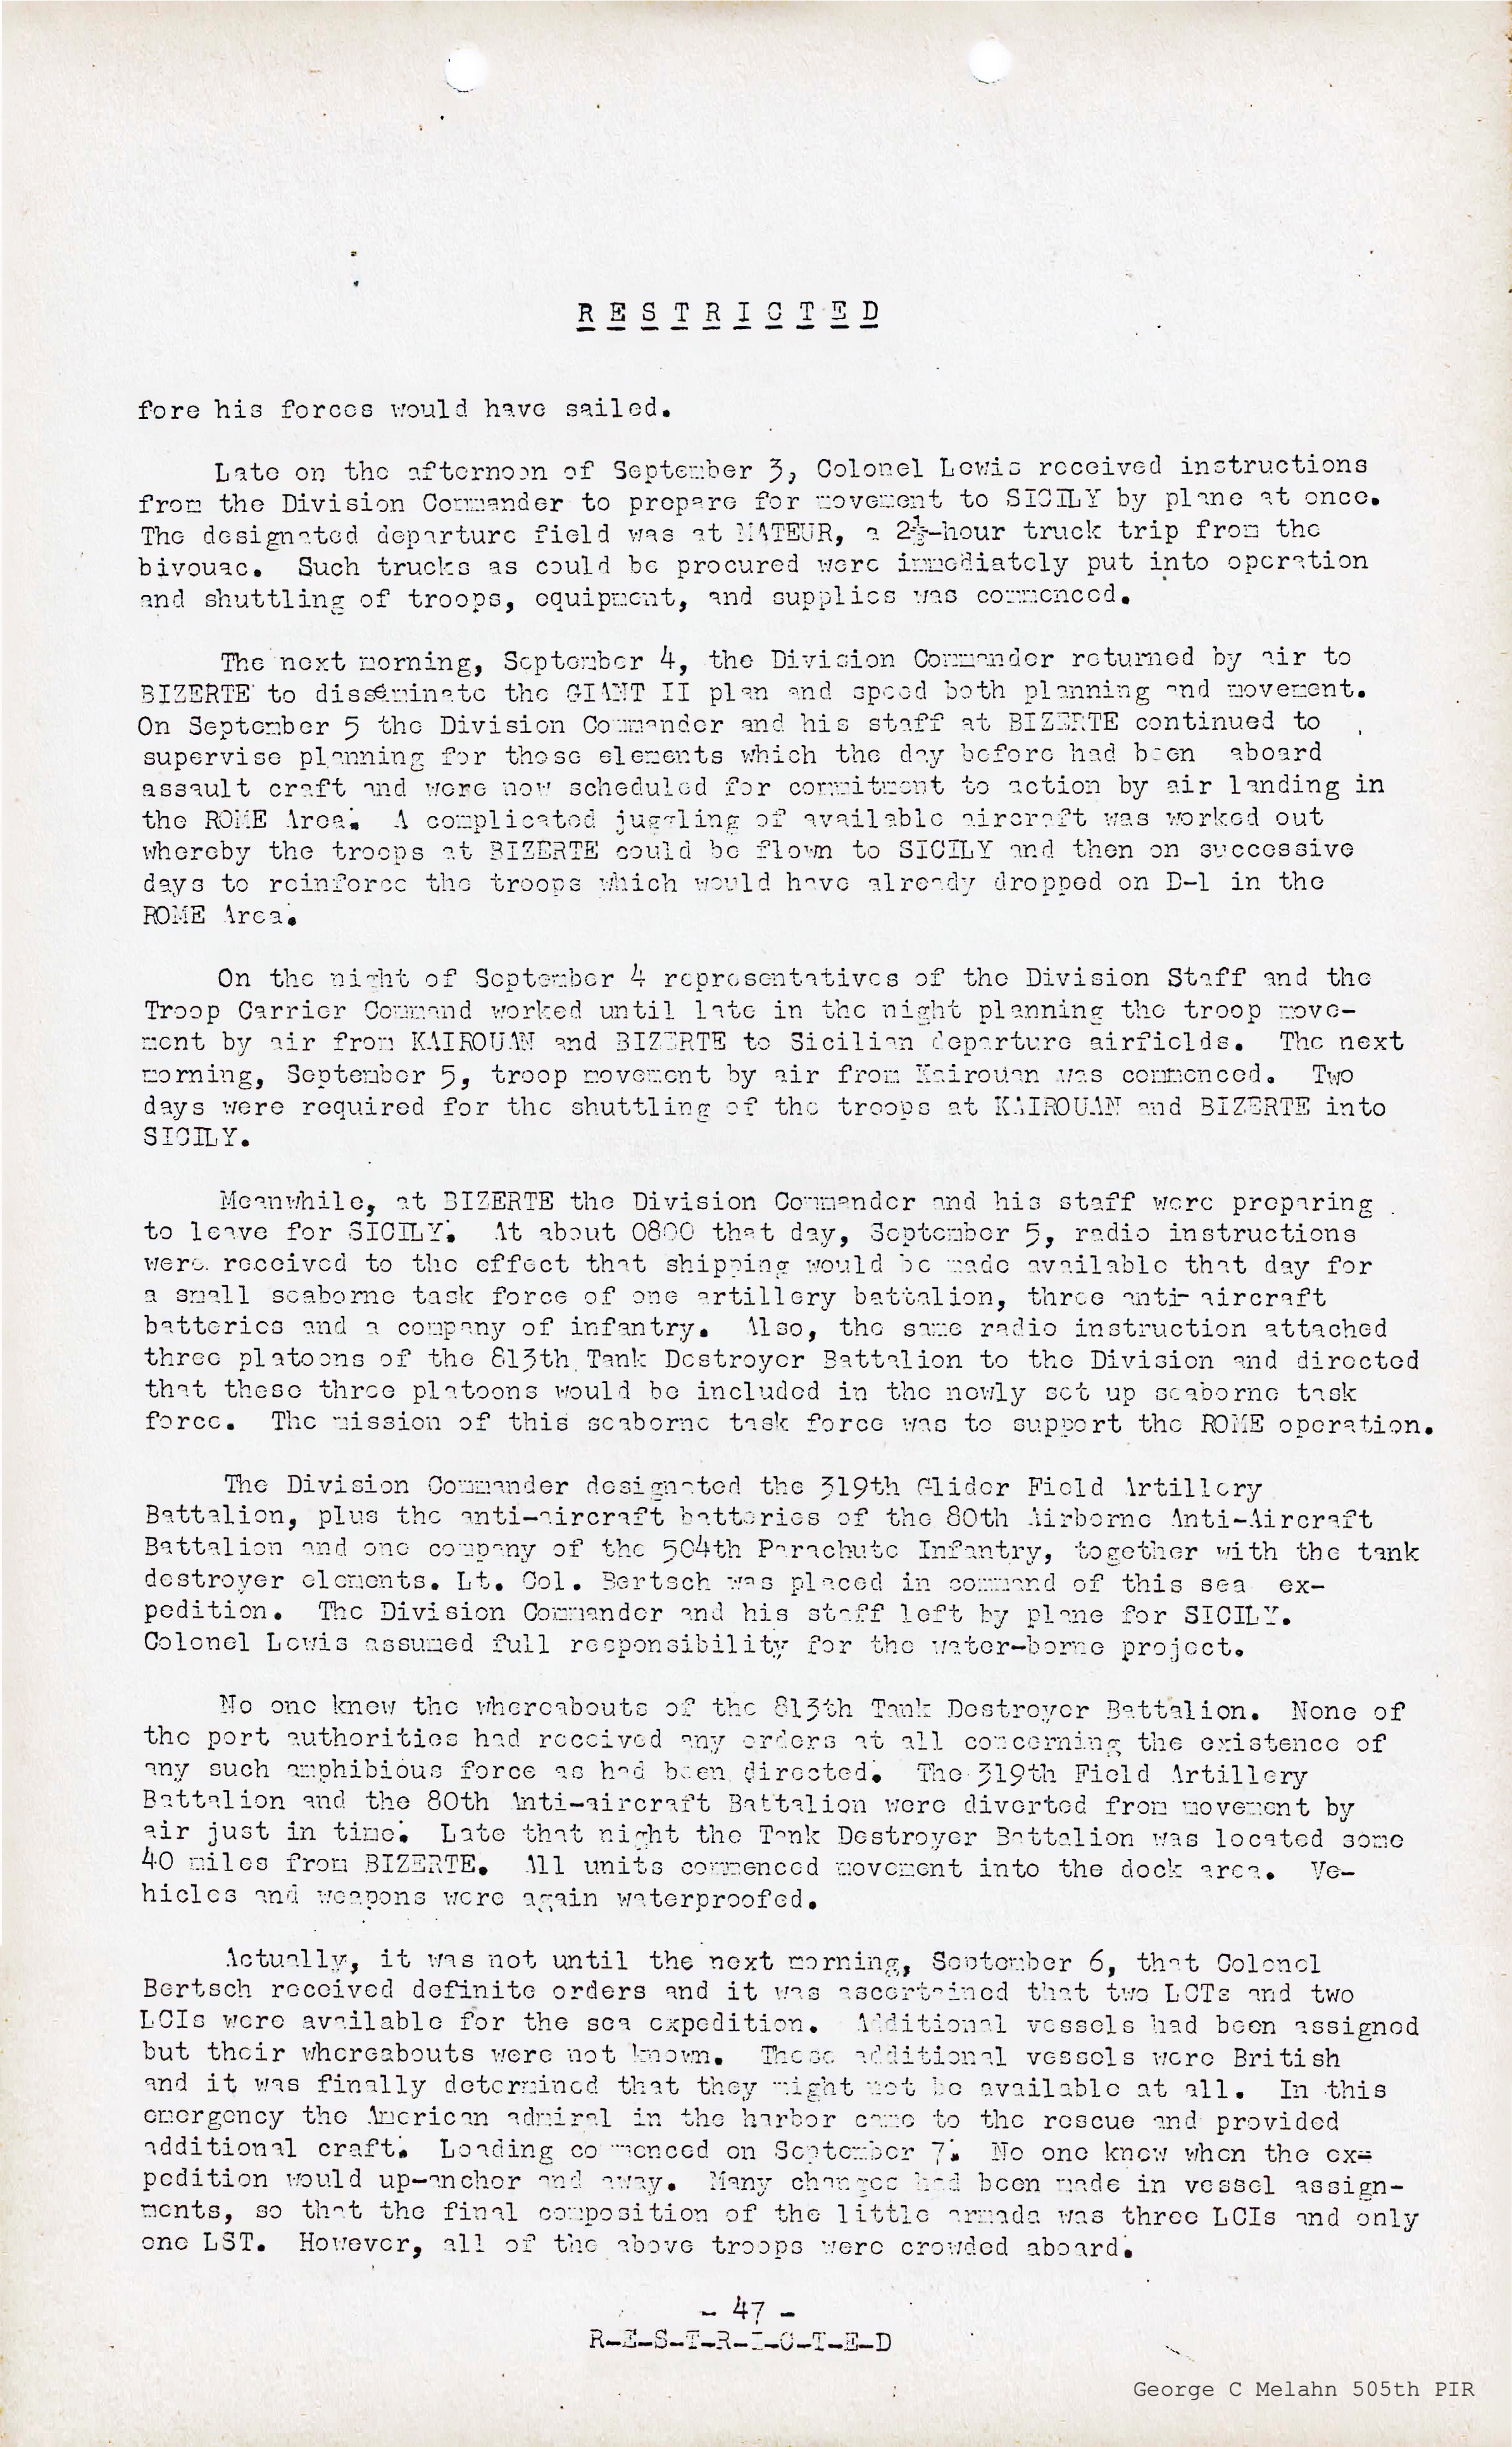 R E S T R I C T E D
fore his forces would have sailed.
Late on the afternoon of September 3, Colonel Lewis received instructions
from the Division Commander to prepare for movement to SICILY by plane at once.
The designated departure field was at MATEUR, a 2½-hour truck trip from the
bivouac. Such trucks as could be procured were immediately put into operation
and shuttling of troops, equipment, and supplies was commenced.
The next morning, September 4, the Division Commander returned by air to
BIZERTE to disseminate the GIANT II plan and speed both planning and movement.
On September 5 the Division Commander and his staff at BIZERTE continued to
supervise planning for those elements which the day before had been aboard
assault craft and were now scheduled for commitment to action by air landing in
the ROME Area. A complicated juggling of available aircraft was worked out
whereby the troops at BIZERTE could be flown to SICILY and then on successive
days to reinforce the troops which would have already dropped on D-1 in the
ROME Area.
On the night of September 4 representatives of the Division Staff and the
Troop Carrier Command worked until late in the night planning the troop move-
ment by air from KAIROUAN and BIZERTE to Sicilian departure airfields. The next
morning, September 5, troop movement by air from Kairouan was commenced. Two
days were required for the shuttling of the troops at KAIROUAN and BIZERTE into
SICILY.
Meanwhile, at BIZERTE the Division Commander and his staff were preparing
to leave for SICILY. At about 0800 that day, September 5, radio instructions
were received to the effect that shipping would be made available that day for
a small seaborne task force of one artillery battalion, three anti-aircraft
batteries and a company of infantry. Also, the same radio instruction attached
three platoons of the 813th Tank Destroyer Battalion to the Division and directed
that these three platoons would be included in the newly set up seaborne task
force. The mission of this seaborne task force was to support the ROME operation.
The Division Commander designated the 319th Glider Field Artillery
Battalion, plus the anti-aircraft batteries of the 80th Airborne Anti-Aircraft
Battalion and one company of the 504th Parachute Infantry, together with the tank
destroyer elements. Lt. Col. Bertsch was placed in command of this sea ex-
pedition. The Division Commander and his staff left by plane for SICILY.
Colonel Lewis assumed full responsibility for the water-borne project.
No one knew the whereabouts of the 813th Tank Destroyer Battalion. None of
the port authorities had received any orders at all concerning the existence of
any such amphibious force as had been directed. The 319th Field Artillery
Battalion and the 80th Anti-aircraft Battalion were diverted from movement by
air just in time. Late that night the Tank Destroyer Battalion was located some
40 miles from BIZERTE. All units commenced movement into the dock area. Ve-
hicles and weapons were again waterproofed.
Actually, it was not until the next morning, September 6, that Colonel
Bertsch received definite orders and it was ascertained that two LCTs and two
LCIs were available for the sea expedition. Additional vessels had been assigned
but their whereabouts were not known. These additional vessels were British
and it was finally determined that they might not be available at all. In this
emergency the American admiral in the harbor came to the rescue and provided
additional craft. Loading commenced on September 7. No one knew when the ex-
pedition would up-anchor and away. Many changes had been made in vessel assign-
ments, so that the final composition of the little armada was three LCIs and only
one LST. However, all of the above troops were crowded aboard.
- 47 -
R-E-S-T-R-I-C-T-E-D
George C Melahn 505th PIR